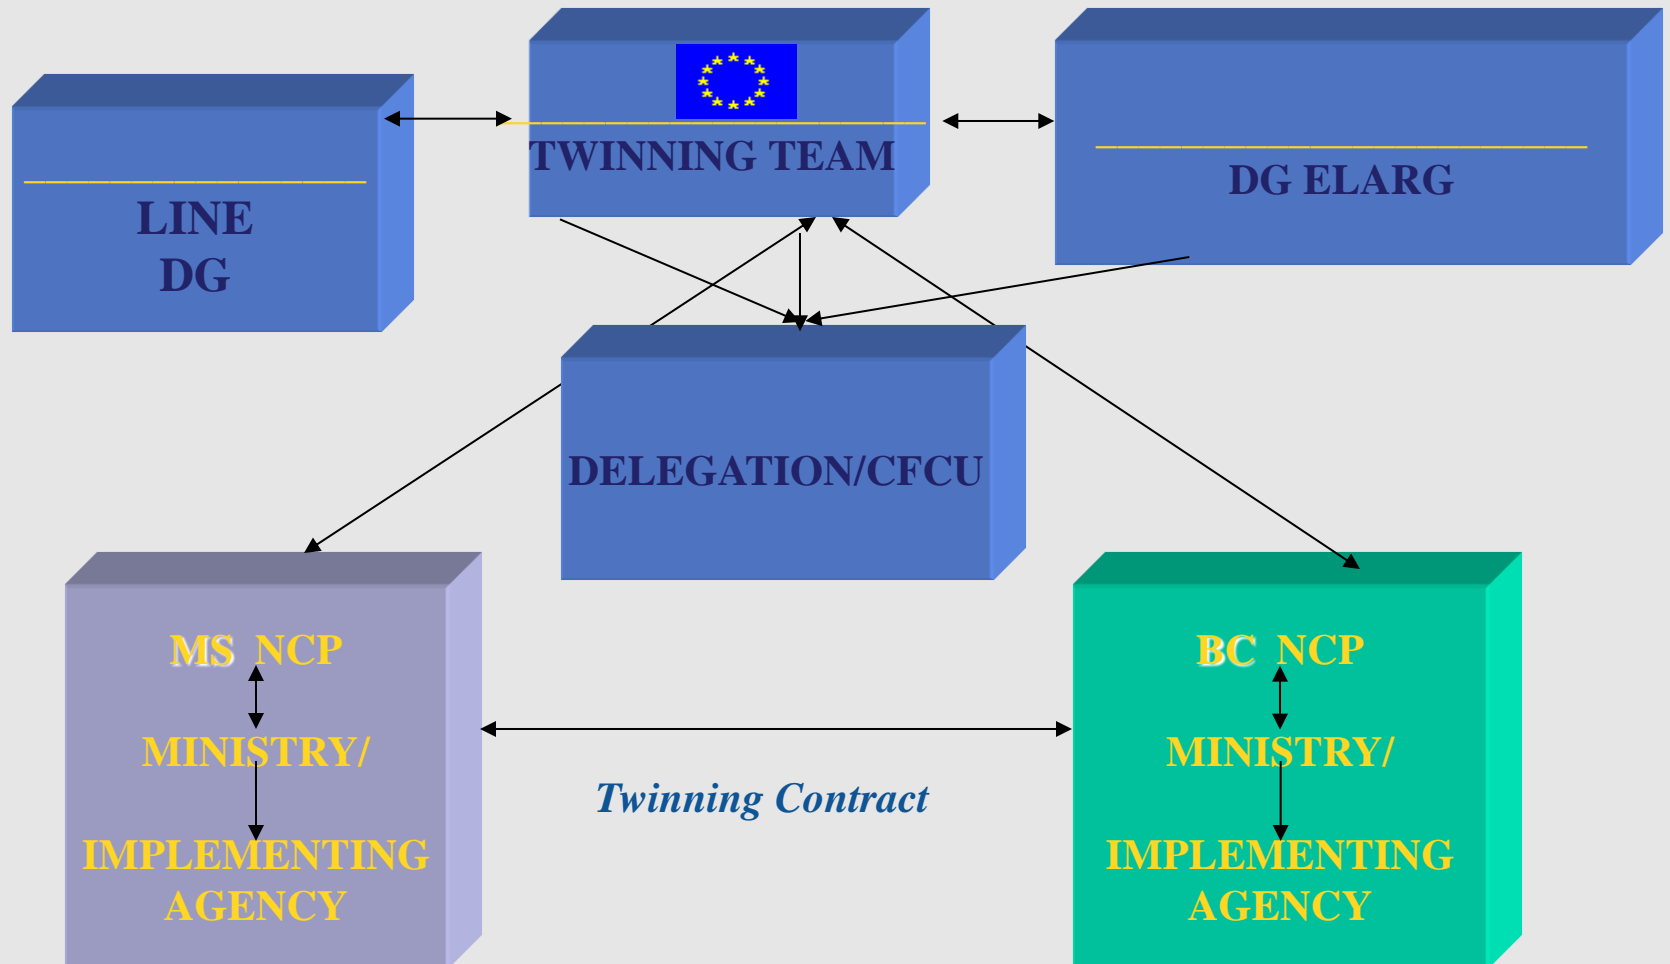 TWINNING TEAM
DG ELARG
LINE
DG
DELEGATION/CFCU
MS NCP
MINISTRY/
IMPLEMENTING
AGENCY
Twinning Contract
BC NCP
MINISTRY/
IMPLEMENTING
AGENCY